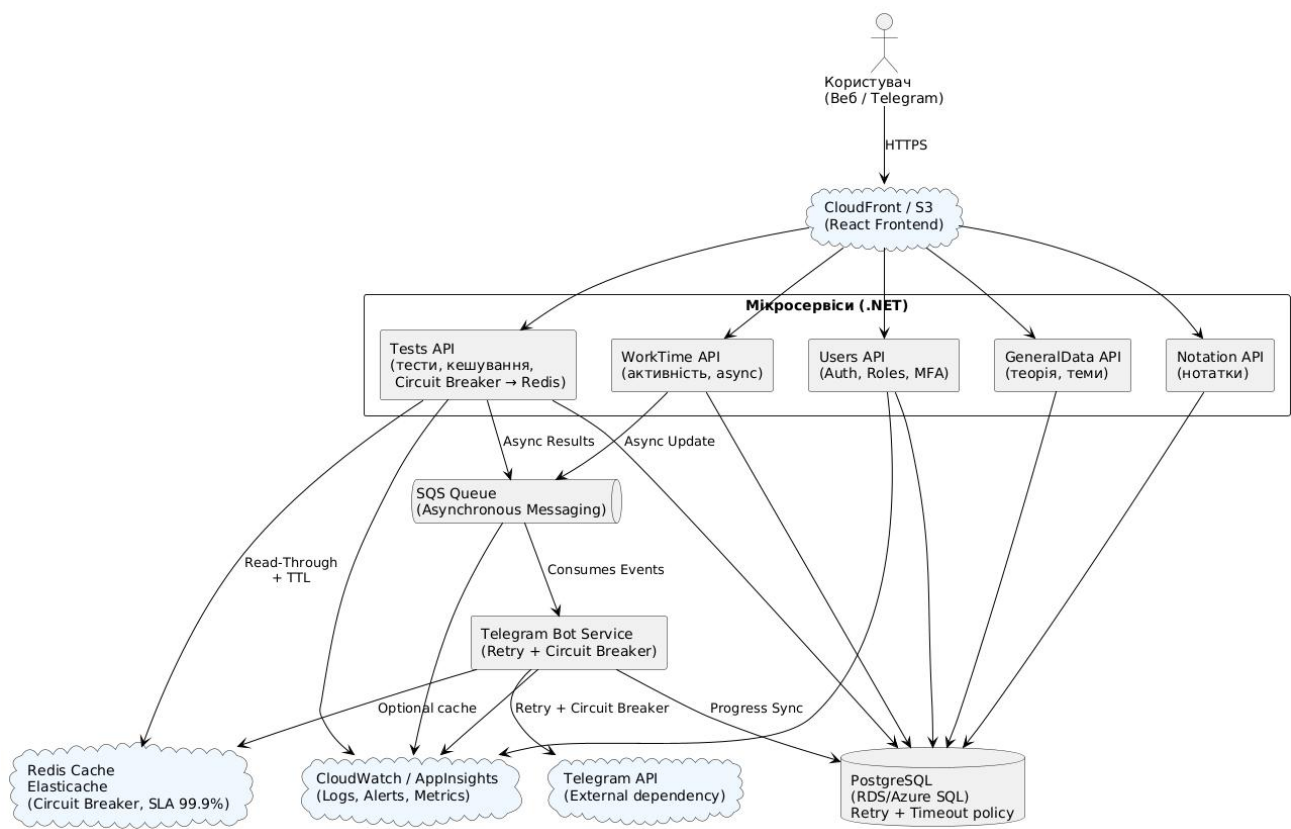 Користувач
(Веб / Telegram)
HTTPS
CloudFront / S3
(React Frontend)
Мікросервіси (.NET)
Tests API
(тести, кешування,
Circuit Breaker → Redis)
WorkTime API
(активність, async)
Users API
(Auth, Roles, MFA)
GeneralData API
(теорія, теми)
Notation API
(нотатки)
Async Results
Async Update
SQS Queue
(Asynchronous Messaging)
Read-Through
+ TTL
Consumes Events
Telegram Bot Service
(Retry + Circuit Breaker)
Optional cache
Retry + Circuit Breaker
Progress Sync
Redis Cache
Elasticache
(Circuit Breaker, SLA 99.9%)
CloudWatch / AppInsights
(Logs, Alerts, Metrics)
Telegram API
(External dependency)
PostgreSQL
(RDS/Azure SQL)
Retry + Timeout policy